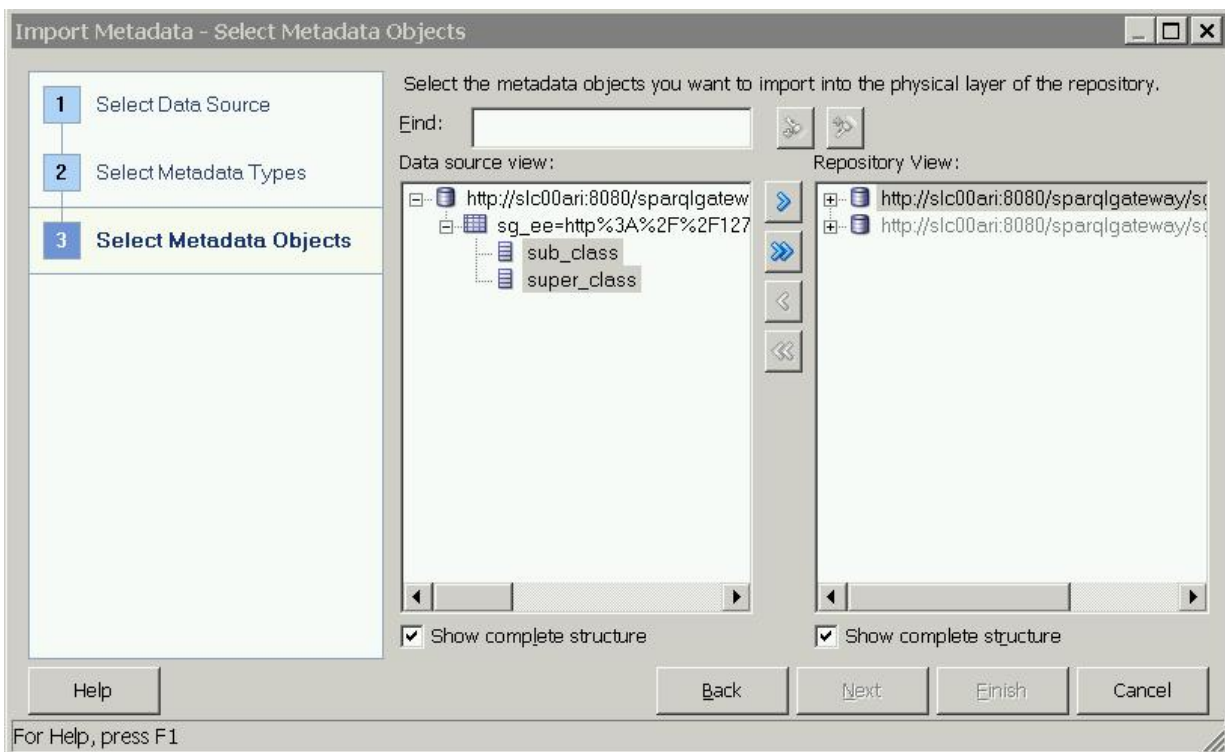 Import Metadata - Select Metadata Objects
1 Select Data Source
2 Select Metadata Types
3 Select Metadata Objects
Select the metadata objects you want to import into the physical layer of the repository.
Find:
Data source view:
http://slc00ari:8080/sparqlgatew
sg_ee=http%3A%2F%2F127
sub_class
super_class
Show complete structure
Repository View:
http://slc00ari:8080/sparqlgateway/s
http://slc00ari:8080/sparqlgateway/s
Show complete structure
Help
Back
Next
Finish
Cancel
For Help, press F1